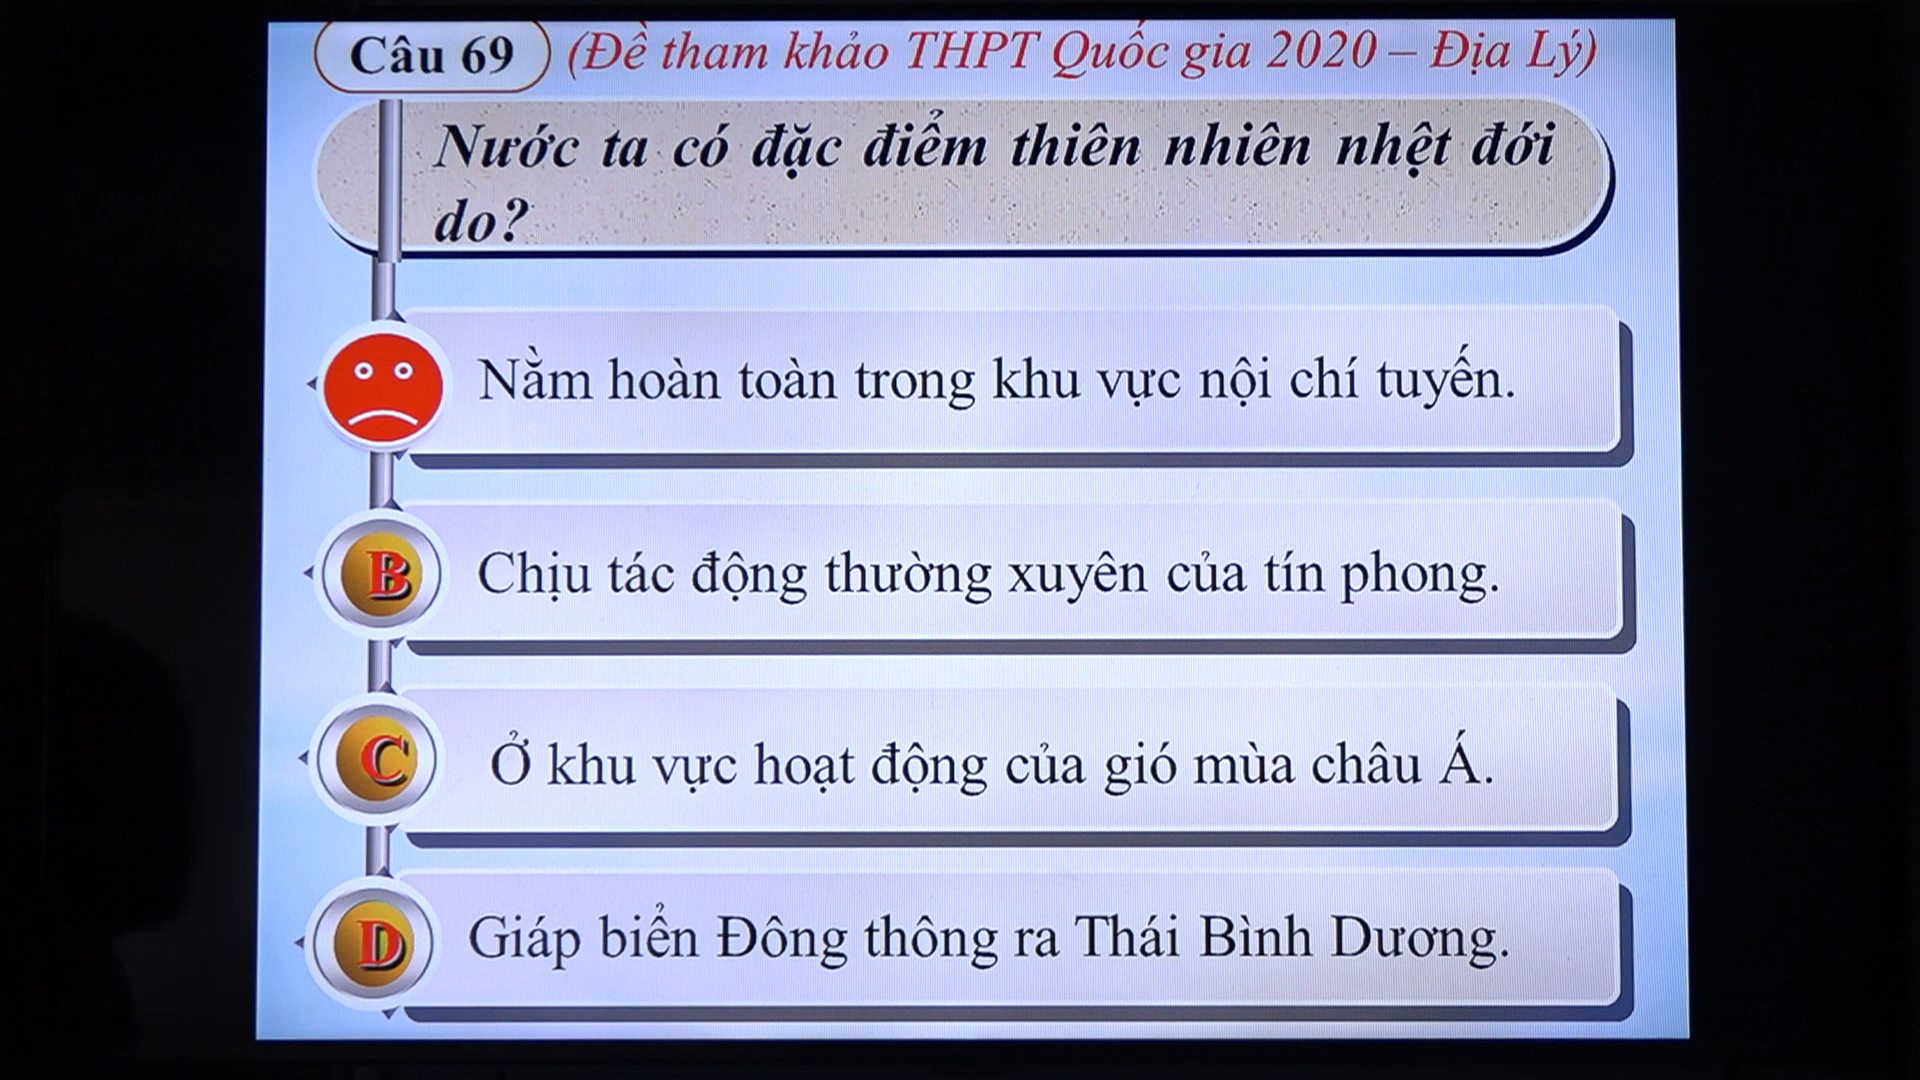 Câu 69 (Đề tham khảo THPT Quốc gia 2020 – Địa Lý)
Nước ta có đặc điểm thiên nhiên nhệt đới
do?
Nằm hoàn toàn trong khu vực nội chí tuyến.
B Chịu tác động thường xuyên của tín phong.
C Ở khu vực hoạt động của gió mùa châu Á.
D Giáp biển Đông thông ra Thái Bình Dương.